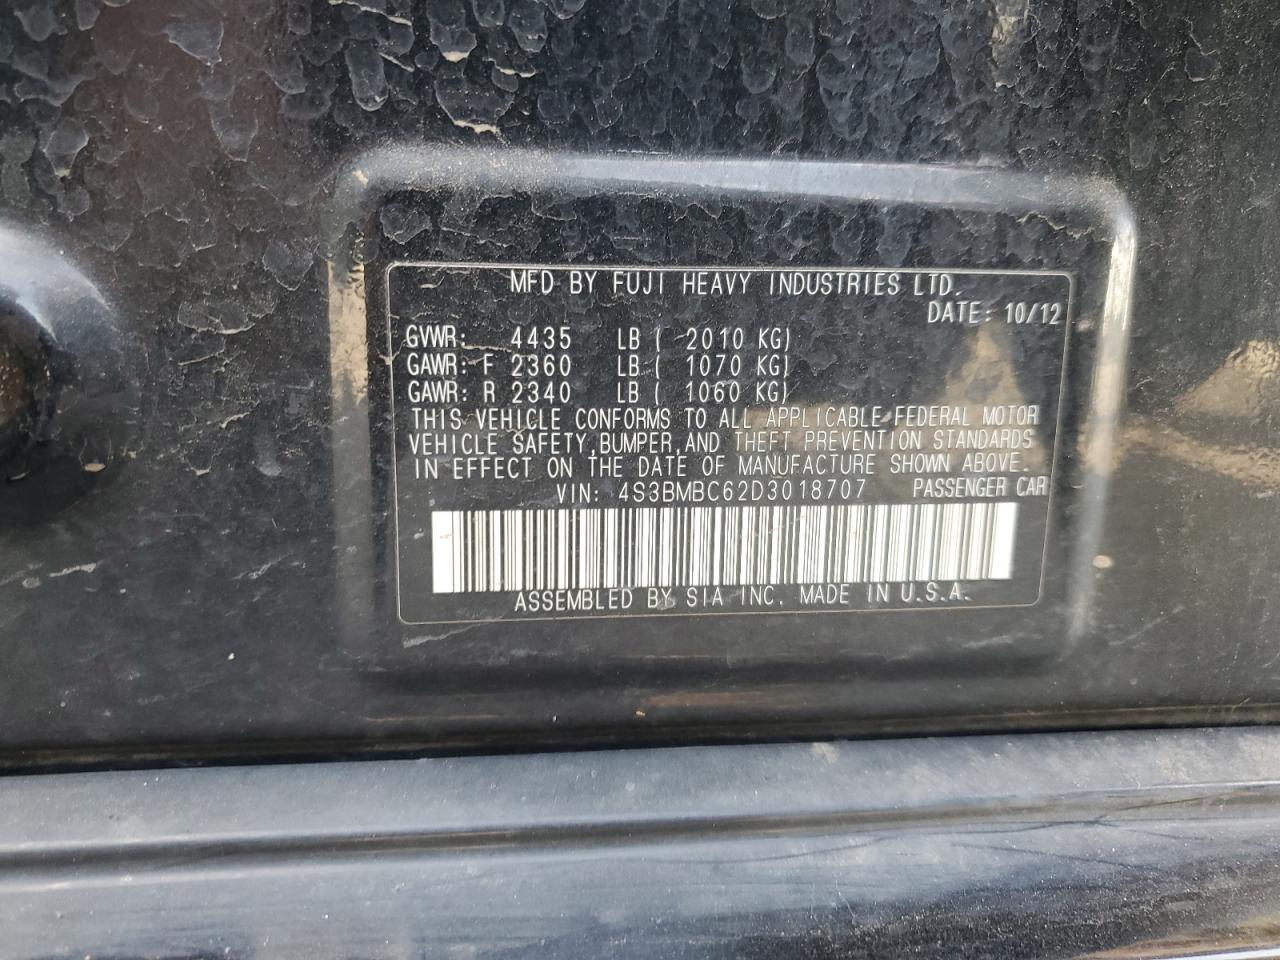 MFD BY FUJI HEAVY INDUSTRIES LTD.
DATE: 10/12
GVWR: 4435 LB ( 2010 KG)
GAWR: F 2360 LB ( 1070 KG)
GAWR: R 2340 LB ( 1060 KG)
THIS VEHICLE CONFORMS TO ALL APPLICABLE FEDERAL MOTOR
VEHICLE SAFETY, BUMPER, AND THEFT PREVENTION STANDARDS
IN EFFECT ON THE DATE OF MANUFACTURE SHOWN ABOVE.
VIN: 4S3BMBC62D3018707 PASSENGER CAR
ASSEMBLED BY SIA INC. MADE IN U.S.A.